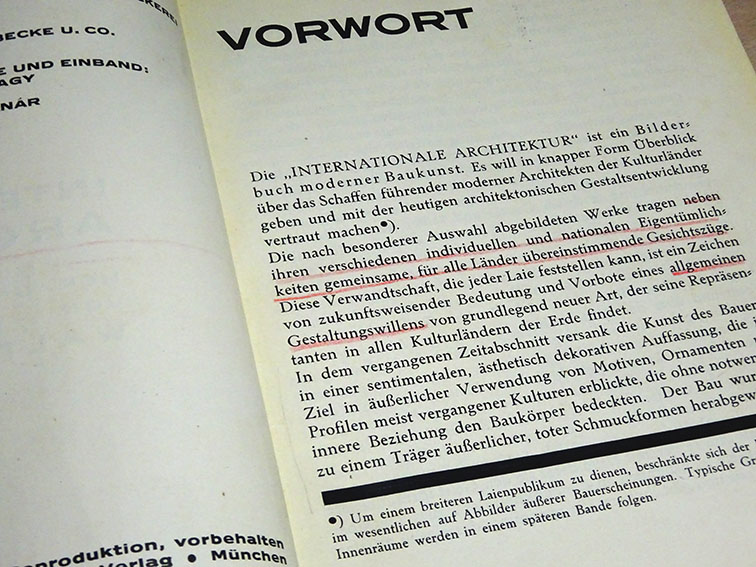 BECKE U. CO.
UND EINBAND:
NÁR
reproduktion, vorbehalten
Verlag ● München
VORWORT
Die „INTERNATIONALE ARCHITEKTUR“ ist ein Bilder-
buch moderner Baukunst. Es will in knapper Form Überblick
über das Schaffen führender moderner Architekten der Kulturländer
geben und mit der heutigen architektonischen Gestaltsentwicklung
vertraut machen●).
Die nach besonderer Auswahl abgebildeten Werke tragen neben
ihren verschiedenen individuellen und nationalen Eigentümlich-
keiten gemeinsame, für alle Länder übereinstimmende Gesichtszüge.
Diese Verwandtschaft, die jeder Laie feststellen kann, ist ein Zeichen
von zukunftsweisender Bedeutung und Vorbote eines allgemeinen
Gestaltungswillens von grundlegend neuer Art, der seine Repräsen
tanten in allen Kulturländern der Erde findet.
In dem vergangenen Zeitabschnitt versank die Kunst des Bauen
in einer sentimentalen, ästhetisch dekorativen Auffassung, die i
Ziel in äußerlicher Verwendung von Motiven, Ornamenten
Profilen meist vergangener Kulturen erblickte, die ohne notwen
innere Beziehung den Baukörper bedeckten. Der Bau wur
zu einem Träger äußerlicher, toter Schmuckformen herabgew
●) Um einem breiteren Laienpublikum zu dienen, beschränkte sich der
im wesentlichen auf Abbilder äußerer Bauerscheinungen. Typische Gr
Innenräume werden in einem späteren Bande folgen.